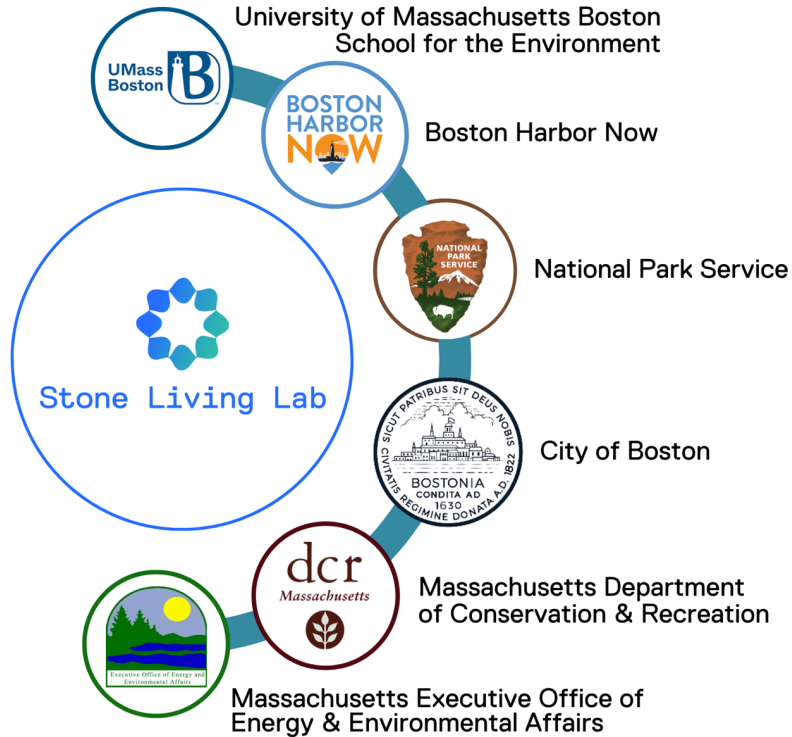 University of Massachusetts Boston
School for the Environment
UMass
Boston
B
BOSTON
HARBOR
NOW
Boston Harbor Now
NATIONAL
PARK
SERVICE
National Park Service
Stone Living Lab
SICUT PATRIBUS SIT DEUS NOBIS
CIVITATIS REGIMINE DONATA A.D. 1822
BOSTONIA
CONDITA AD
1630
City of Boston
dcr
Massachusetts
Massachusetts Department
of Conservation & Recreation
Executive Office of Energy and
Environmental Affairs
Massachusetts Executive Office of
Energy & Environmental Affairs